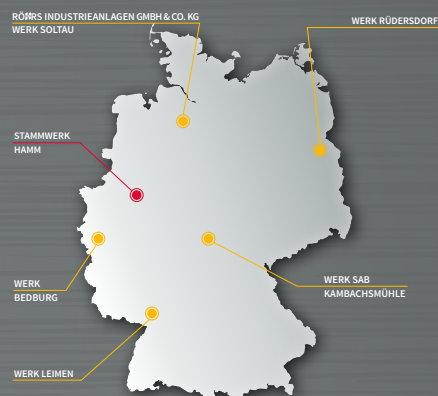 RÖHRS INDUSTRIEANLAGEN GMBH & CO. KG
WERK SOLTAU
WERK RÜDERSDORF
STAMMWERK
HAMM
WERK
BEDBURG
WERK SAB
KAMBACHSMÜHLE
WERK LEIMEN